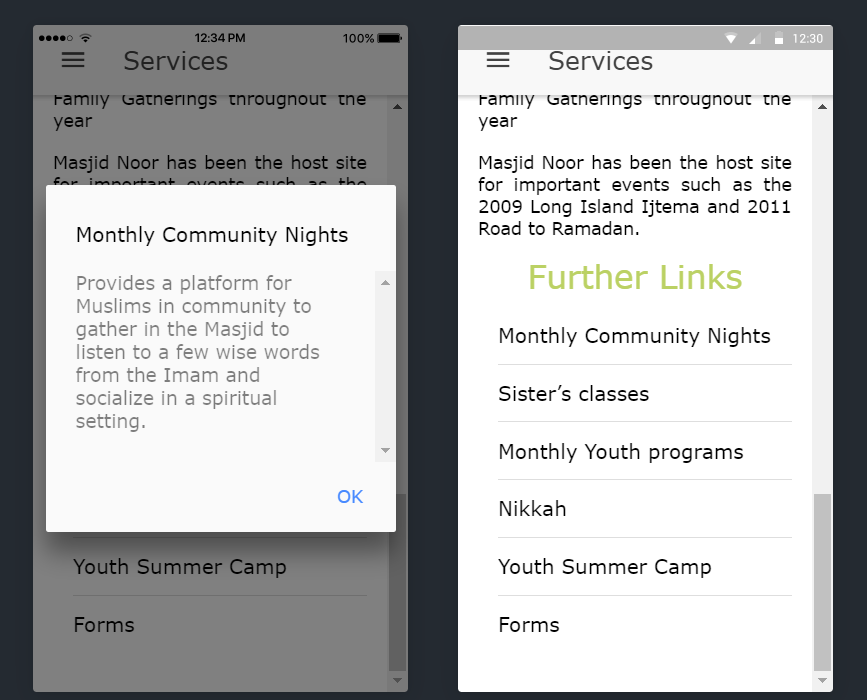 12:34 PM
100%
Services
Family Gatherings throughout the
year
Masjid Noor has been the host site
for important events such as the
Monthly Community Nights
Provides a platform for
Muslims in community to
gather in the Masjid to
listen to a few wise words
from the Imam and
socialize in a spiritual
setting.
OK
Youth Summer Camp
Forms
12:30
Services
Family Gatherings throughout the
year
Masjid Noor has been the host site
for important events such as the
2009 Long Island Ijtema and 2011
Road to Ramadan.
Further Links
Monthly Community Nights
Sister’s classes
Monthly Youth programs
Nikkah
Youth Summer Camp
Forms